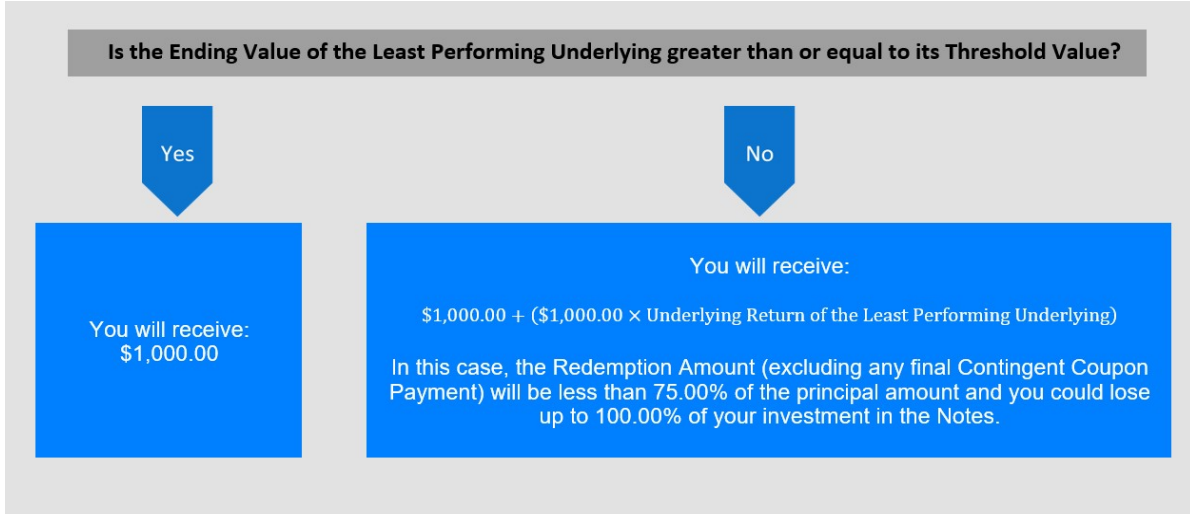 Is the Ending Value of the Least Performing Underlying greater than or equal to its Threshold Value?
Yes
No
You will receive:
$1,000.00
You will receive:
$1,000.00 + ($1,000.00 × Underlying Return of the Least Performing Underlying)
In this case, the Redemption Amount (excluding any final Contingent Coupon
Payment) will be less than 75.00% of the principal amount and you could lose
up to 100.00% of your investment in the Notes.